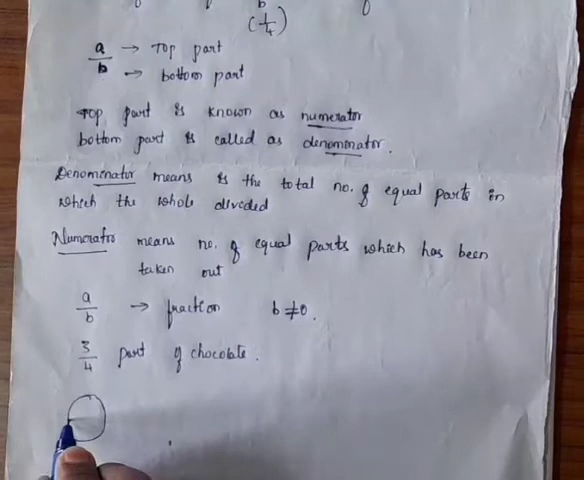 b
(1/4)
a/b → Top part
→ bottom part
Top part is known as numerator
bottom part is called as denominator.
Denominator means is the total no. of equal parts in
which the whole divided
Numerator means no. of equal parts which has been
taken out
a/b → fraction b ≠ 0.
3/4 part of chocolate.